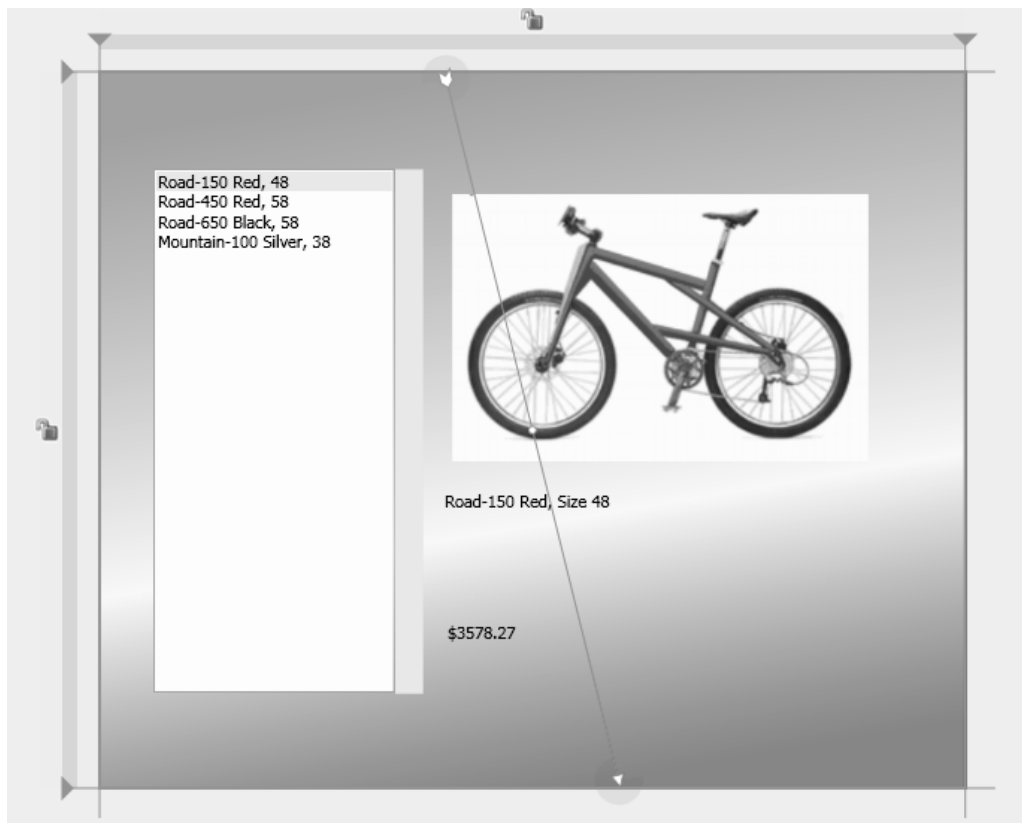 Road-150 Red, 48
Road-450 Red, 58
Road-650 Black, 58
Mountain-100 Silver, 38
Road-150 Red, Size 48
$3578.27